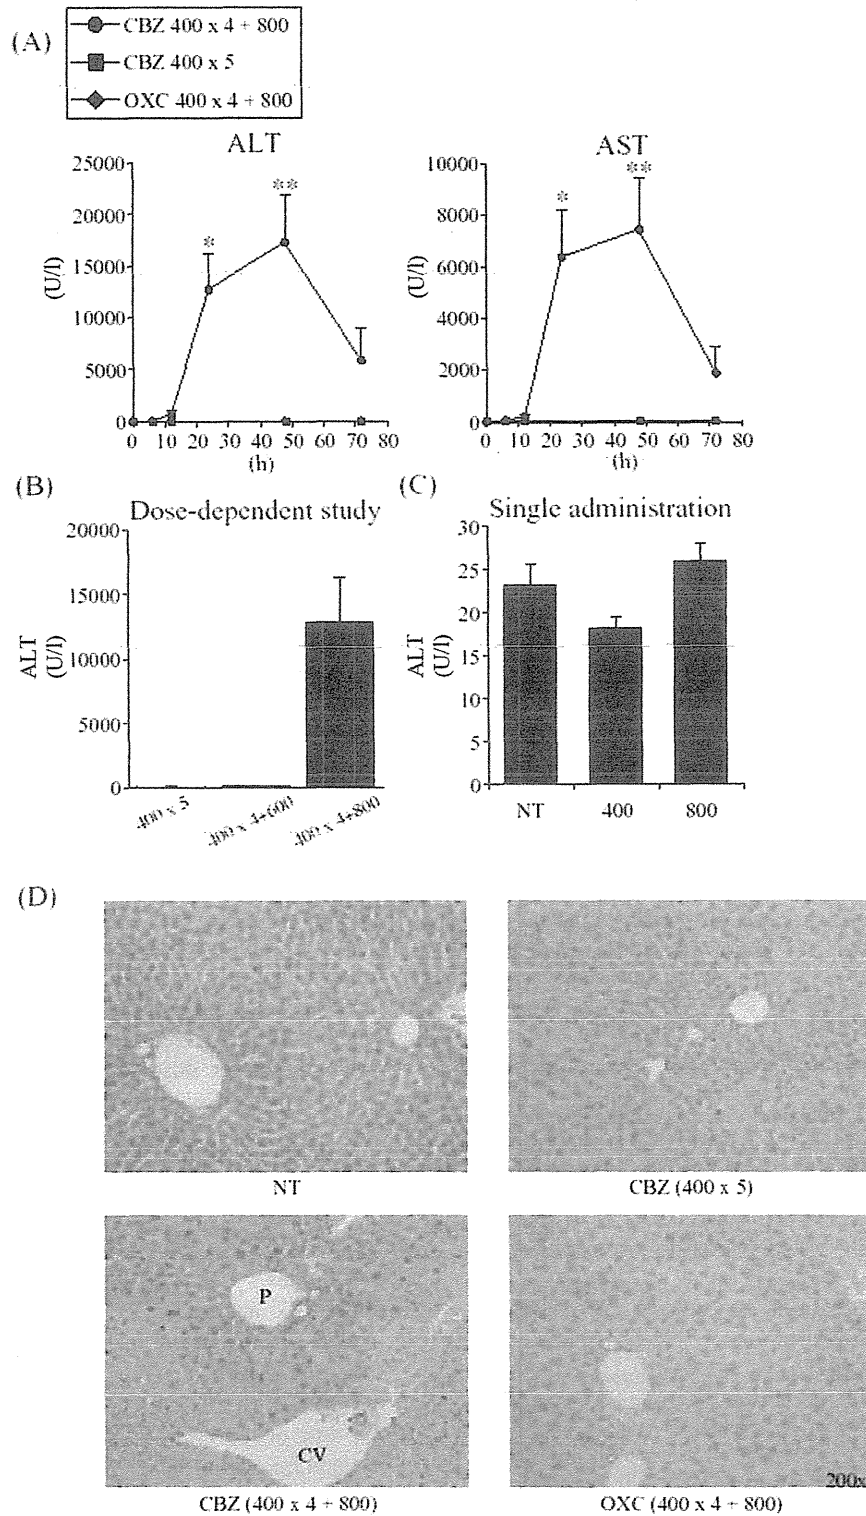 (A)
CBZ 400 x 4 + 800
CBZ 400 x 5
OXC 400 x 4 + 800
ALT
25000
20000
15000
10000
5000
0
(U/l)
*
**
0 10 20 30 40 50 60 70 80
(h)
AST
10000
8000
6000
4000
2000
0
(U/l)
*
**
0 10 20 30 40 50 60 70 80
(h)
(B)
Dose-dependent study
20000
15000
10000
5000
0
ALT
(U/l)
400 x 5
400 x 4+600
400 x 4+800
(C)
Single administration
30
25
20
15
10
5
0
ALT
(U/l)
NT 400 800
(D)
NT
CBZ (400 x 5)
P
CV
CBZ (400 x 4 + 800)
200x
OXC (400 x 4 + 800)